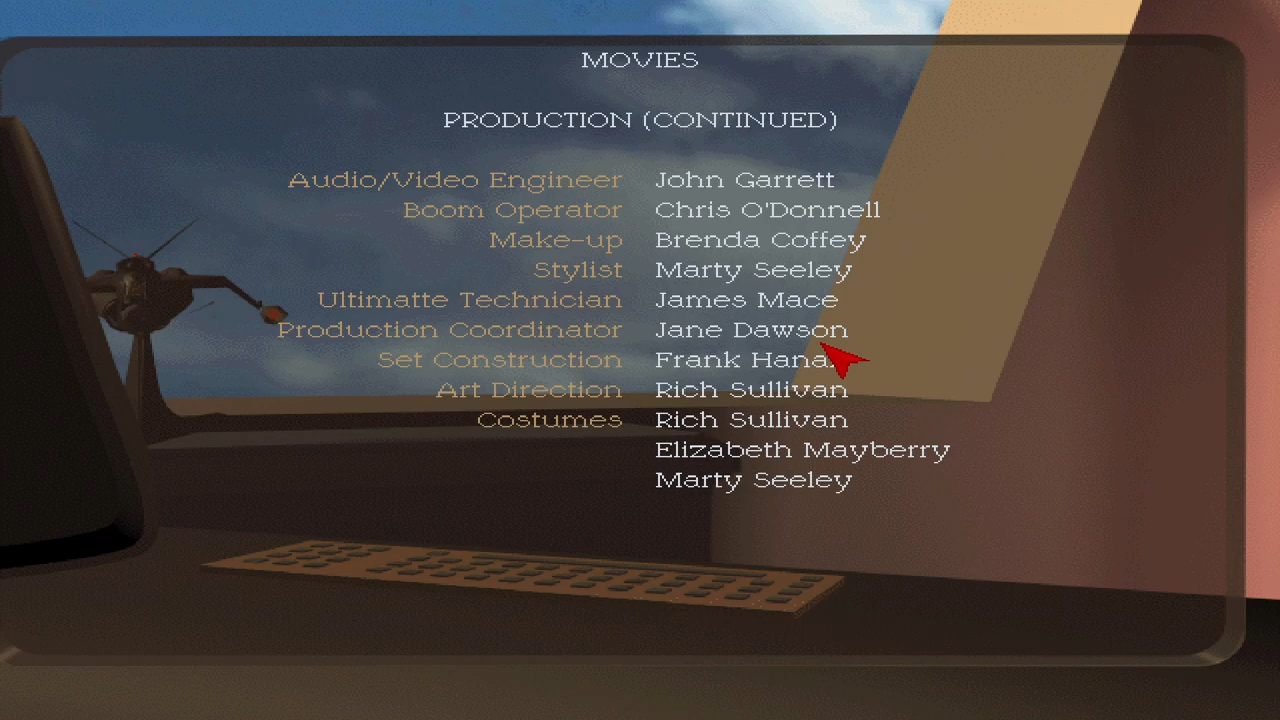 MOVIES
PRODUCTION (CONTINUED)
Audio/Video Engineer John Garrett
Boom Operator Chris O'Donnell
Make-up Brenda Coffey
Stylist Marty Seeley
Ultimatte Technician James Mace
Production Coordinator Jane Dawson
Set Construction Frank
Art Direction Rich Sullivan
Costumes Rich Sullivan
Elizabeth Mayberry
Marty Seeley